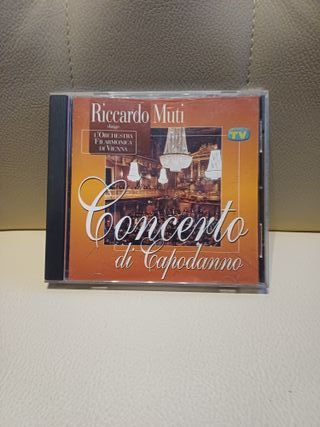 Riccardo Muti
dirige
L'ORCHESTRA
FILARMONICA
DI VIENNA
TV
Concerto
di Capodanno